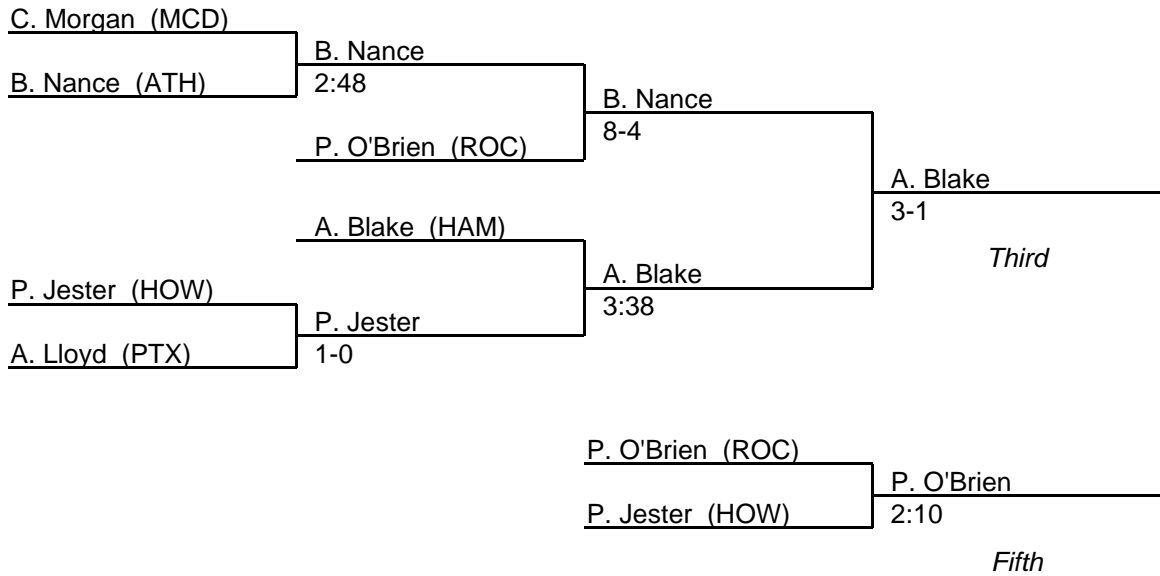 C. Morgan (MCD)
B. Nance
B. Nance (ATH)
2:48
B. Nance
8-4
P. O'Brien (ROC)
A. Blake
3-1
A. Blake (HAM)
Third
A. Blake
P. Jester (HOW)
3:38
P. Jester
A. Lloyd (PTX)
1-0
P. O'Brien (ROC)
P. O'Brien
P. Jester (HOW)
2:10
Fifth